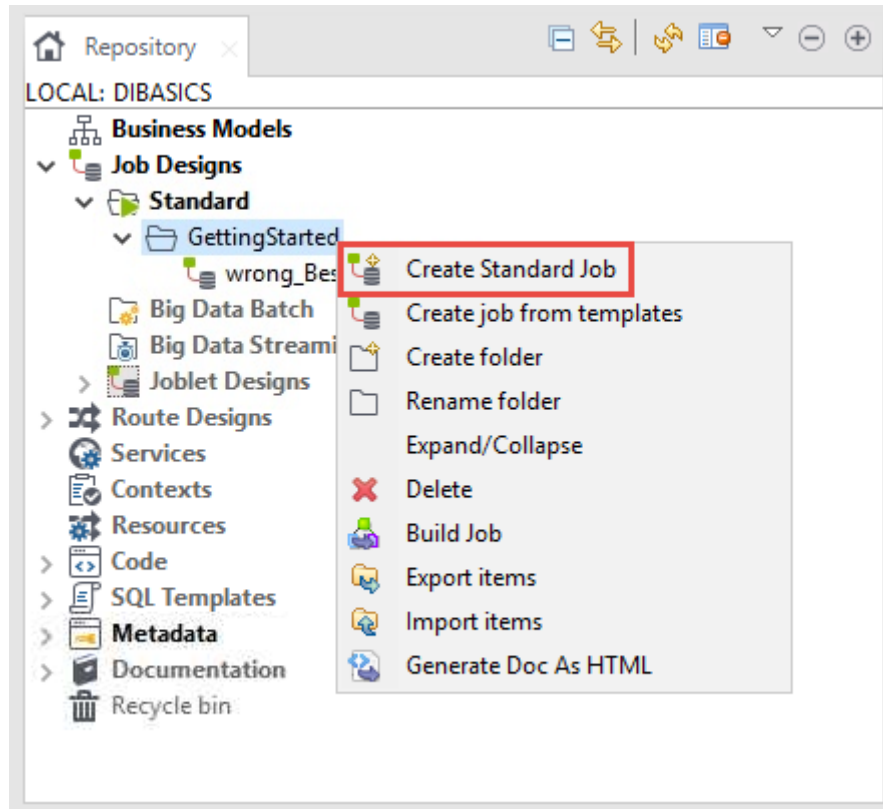 Repository
LOCAL: DIBASICS
Business Models
Job Designs
Standard
GettingStarted
wrong_Bes
Big Data Batch
Big Data Streami
Joblet Designs
Route Designs
Services
Contexts
Resources
Code
SQL Templates
Metadata
Documentation
Recycle bin
Create Standard Job
Create job from templates
Create folder
Rename folder
Expand/Collapse
Delete
Build Job
Export items
Import items
Generate Doc As HTML